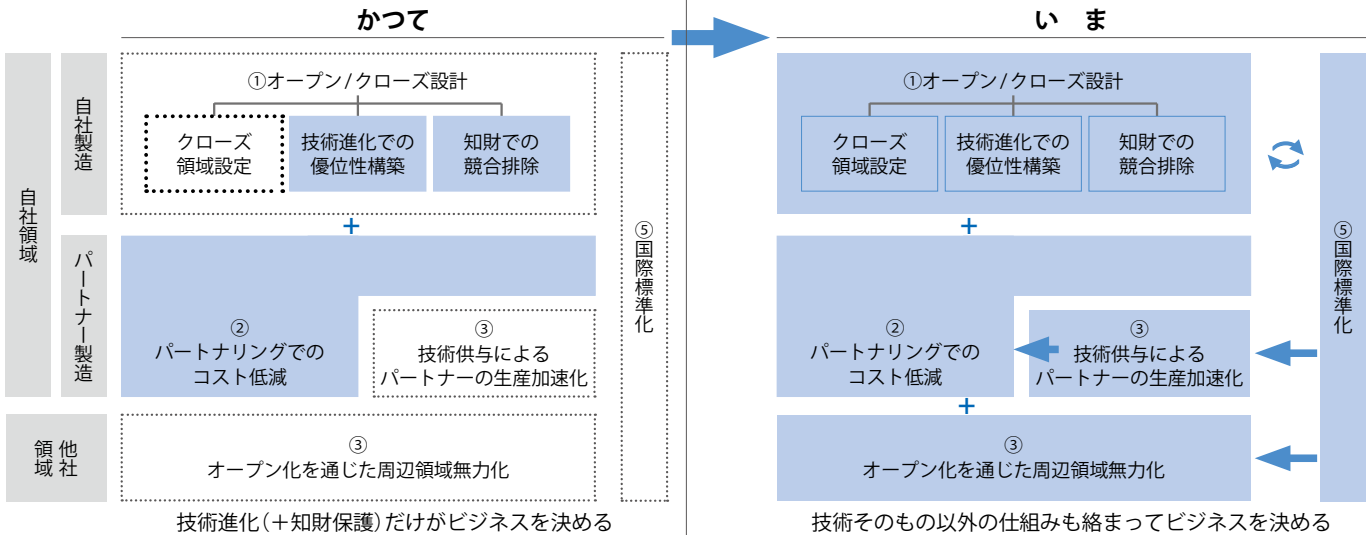 かつて
いま
自社領域
自社製造
パートナー製造
他社
領域
①オープン/クローズ設計
クローズ
領域設定
技術進化での
優位性構築
知財での
競合排除
+
②
パートナリングでの
コスト低減
③
技術供与による
パートナーの生産加速化
③
オープン化を通じた周辺領域無力化
⑤国際標準化
技術進化(+知財保護)だけがビジネスを決める
①オープン/クローズ設計
クローズ
領域設定
技術進化での
優位性構築
知財での
競合排除
+
②
パートナリングでの
コスト低減
③
技術供与による
パートナーの生産加速化
+
③
オープン化を通じた周辺領域無力化
⑤国際標準化
技術そのもの以外の仕組みも絡まってビジネスを決める